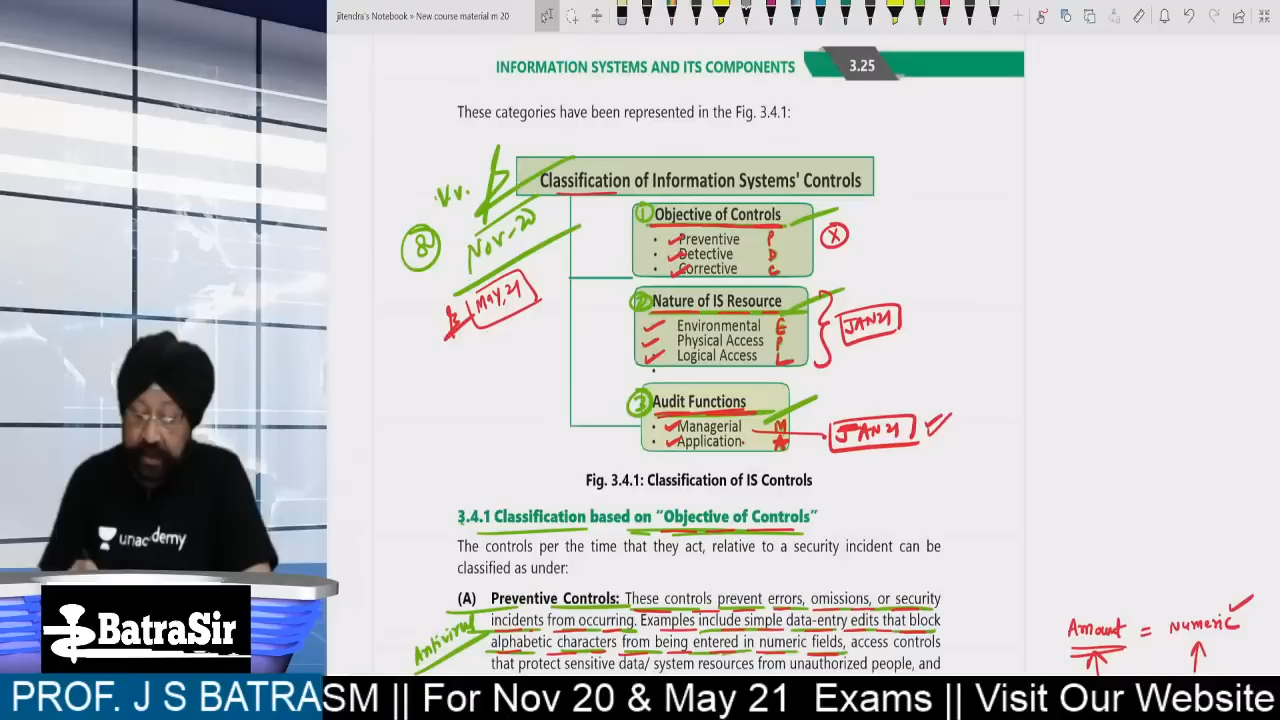 jitendra's Notebook » New course material m 20
INFORMATION SYSTEMS AND ITS COMPONENTS
3.25
These categories have been represented in the Fig. 3.4.1:
Classification of Information Systems' Controls
V.V.
Nov-20
May, 21
1 Objective of Controls
• Preventive P
• Detective D
• Corrective C
X
2 Nature of IS Resource
Environmental E
Physical Access P
Logical Access L
JAN 21
3 Audit Functions
• Managerial M
• Application A
JAN 21
Fig. 3.4.1: Classification of IS Controls
3.4.1 Classification based on “Objective of Controls”
The controls per the time that they act, relative to a security incident can be
classified as under:
(A) Preventive Controls: These controls prevent errors, omissions, or security
incidents from occurring. Examples include simple data-entry edits that block
alphabetic characters from being entered in numeric fields, access controls
that protect sensitive data/ system resources from unauthorized people, and
Antivirus
Amount = Numeric
unacademy
BatraSir
PROF. J S BATRASM || For Nov 20 & May 21 Exams || Visit Our Website